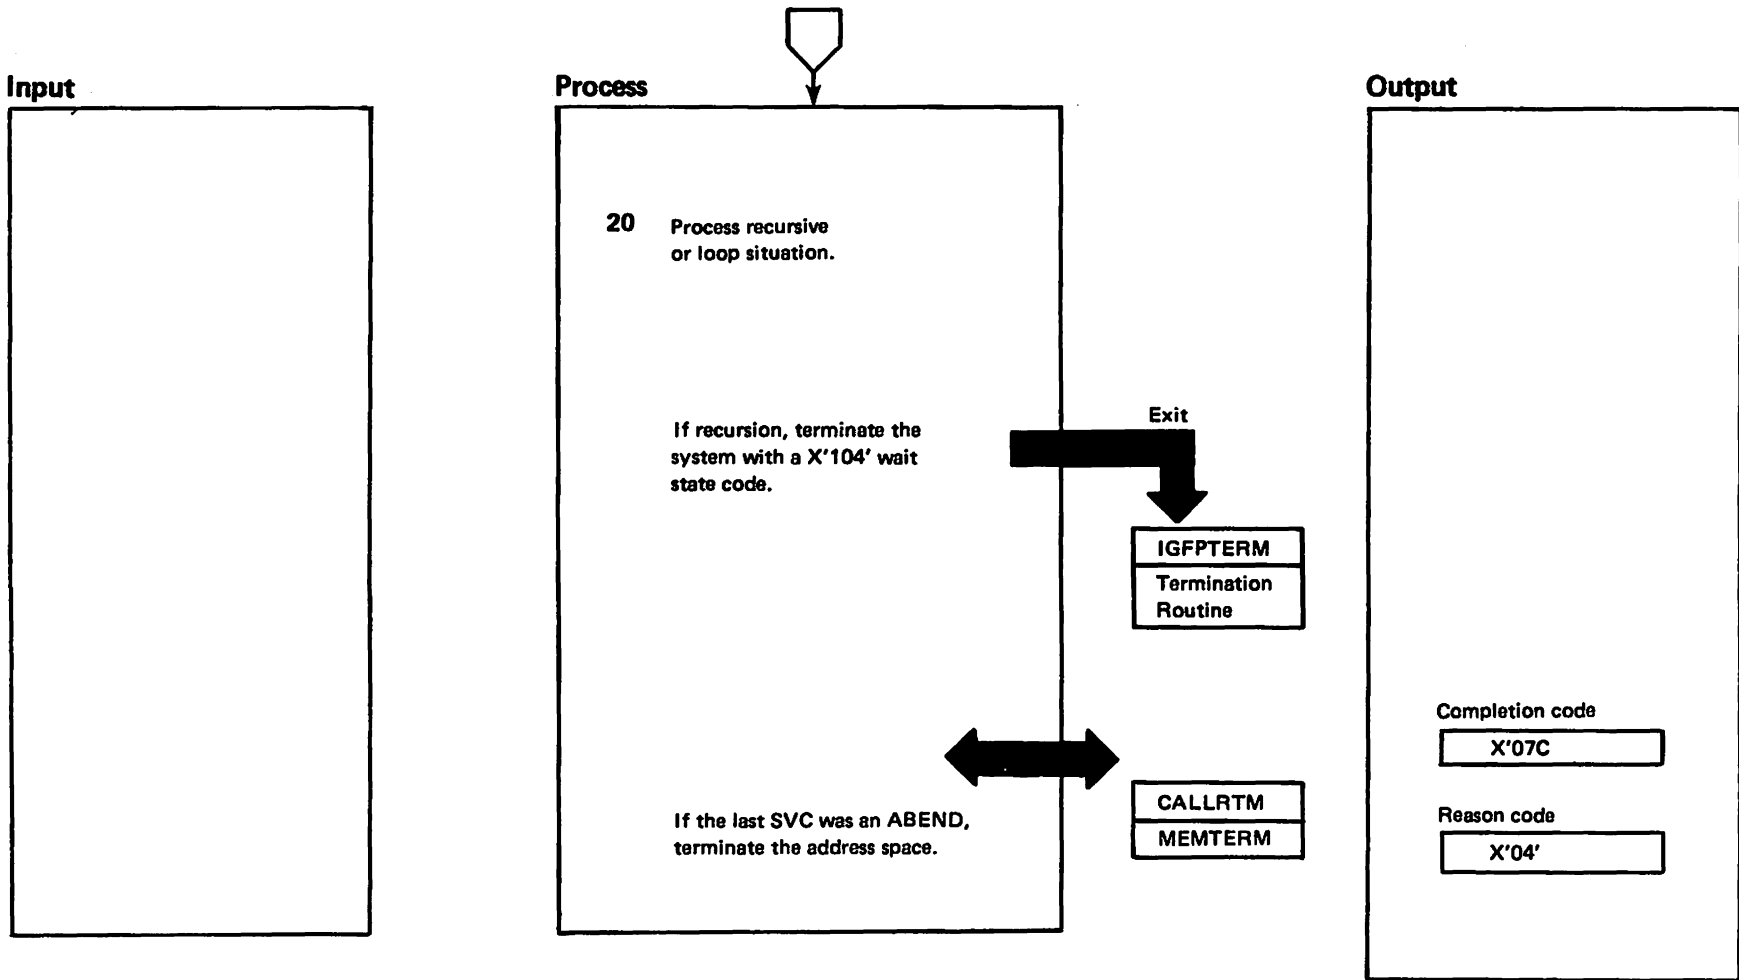 Input
Process
Output
20 Process recursive
or loop situation.
If recursion, terminate the
system with a X'104' wait
state code.
Exit
IGFPTERM
Termination
Routine
If the last SVC was an ABEND,
terminate the address space.
CALLRTM
MEMTERM
Completion code
X'07C
Reason code
X'04'